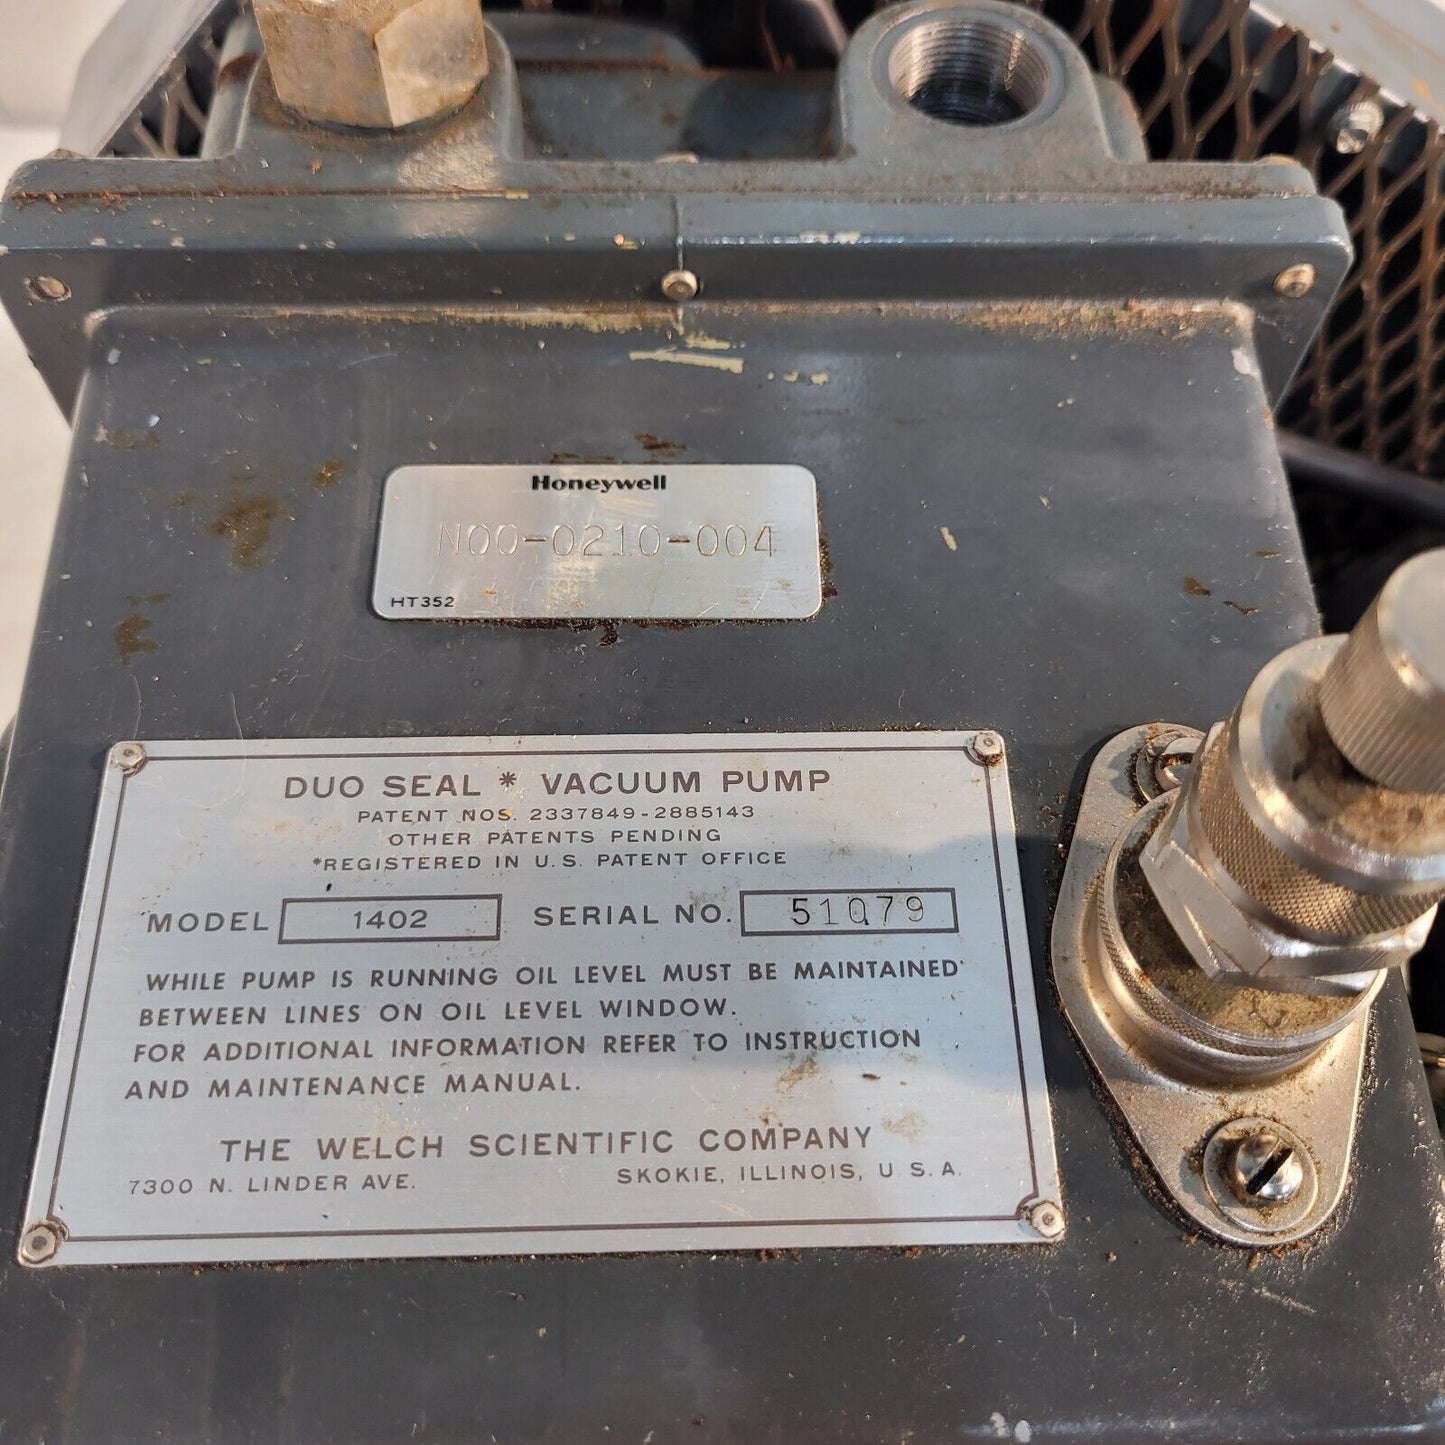 Honeywell
N00-0210-004
HT352
DUO SEAL * VACUUM PUMP
PATENT NOS. 2337849-2885143
OTHER PATENTS PENDING
*REGISTERED IN U.S. PATENT OFFICE
MODEL 1402 SERIAL NO. 51079
WHILE PUMP IS RUNNING OIL LEVEL MUST BE MAINTAINED
BETWEEN LINES ON OIL LEVEL WINDOW.
FOR ADDITIONAL INFORMATION REFER TO INSTRUCTION
AND MAINTENANCE MANUAL.
THE WELCH SCIENTIFIC COMPANY
7300 N. LINDER AVE. SKOKIE, ILLINOIS, U.S.A.